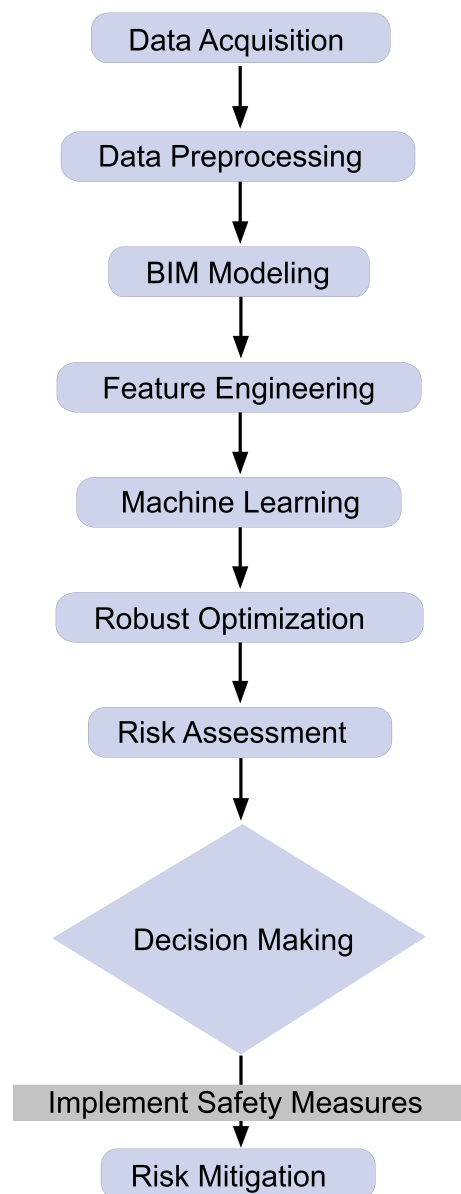 Data Acquisition
Data Preprocessing
BIM Modeling
Feature Engineering
Machine Learning
Robust Optimization
Risk Assessment
Decision Making
Implement Safety Measures
Risk Mitigation